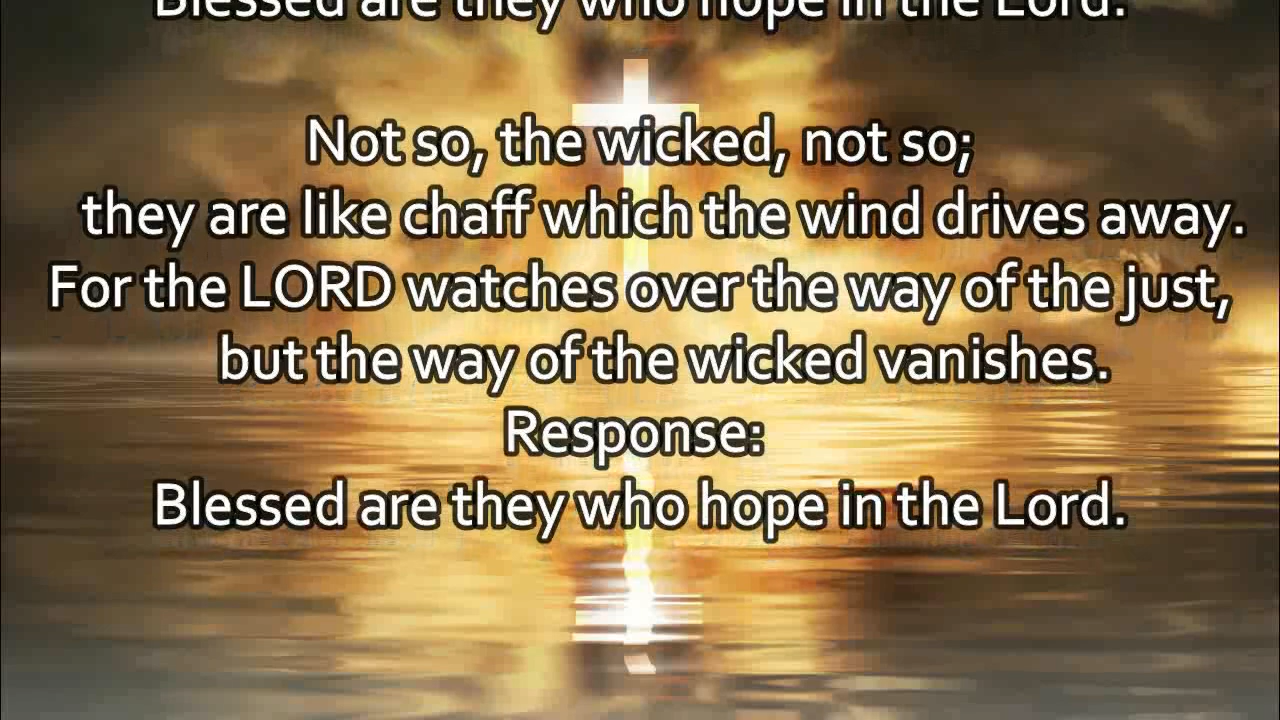 Blessed are they who hope in the Lord.
Not so, the wicked, not so;
they are like chaff which the wind drives away.
For the LORD watches over the way of the just,
but the way of the wicked vanishes.
Response:
Blessed are they who hope in the Lord.